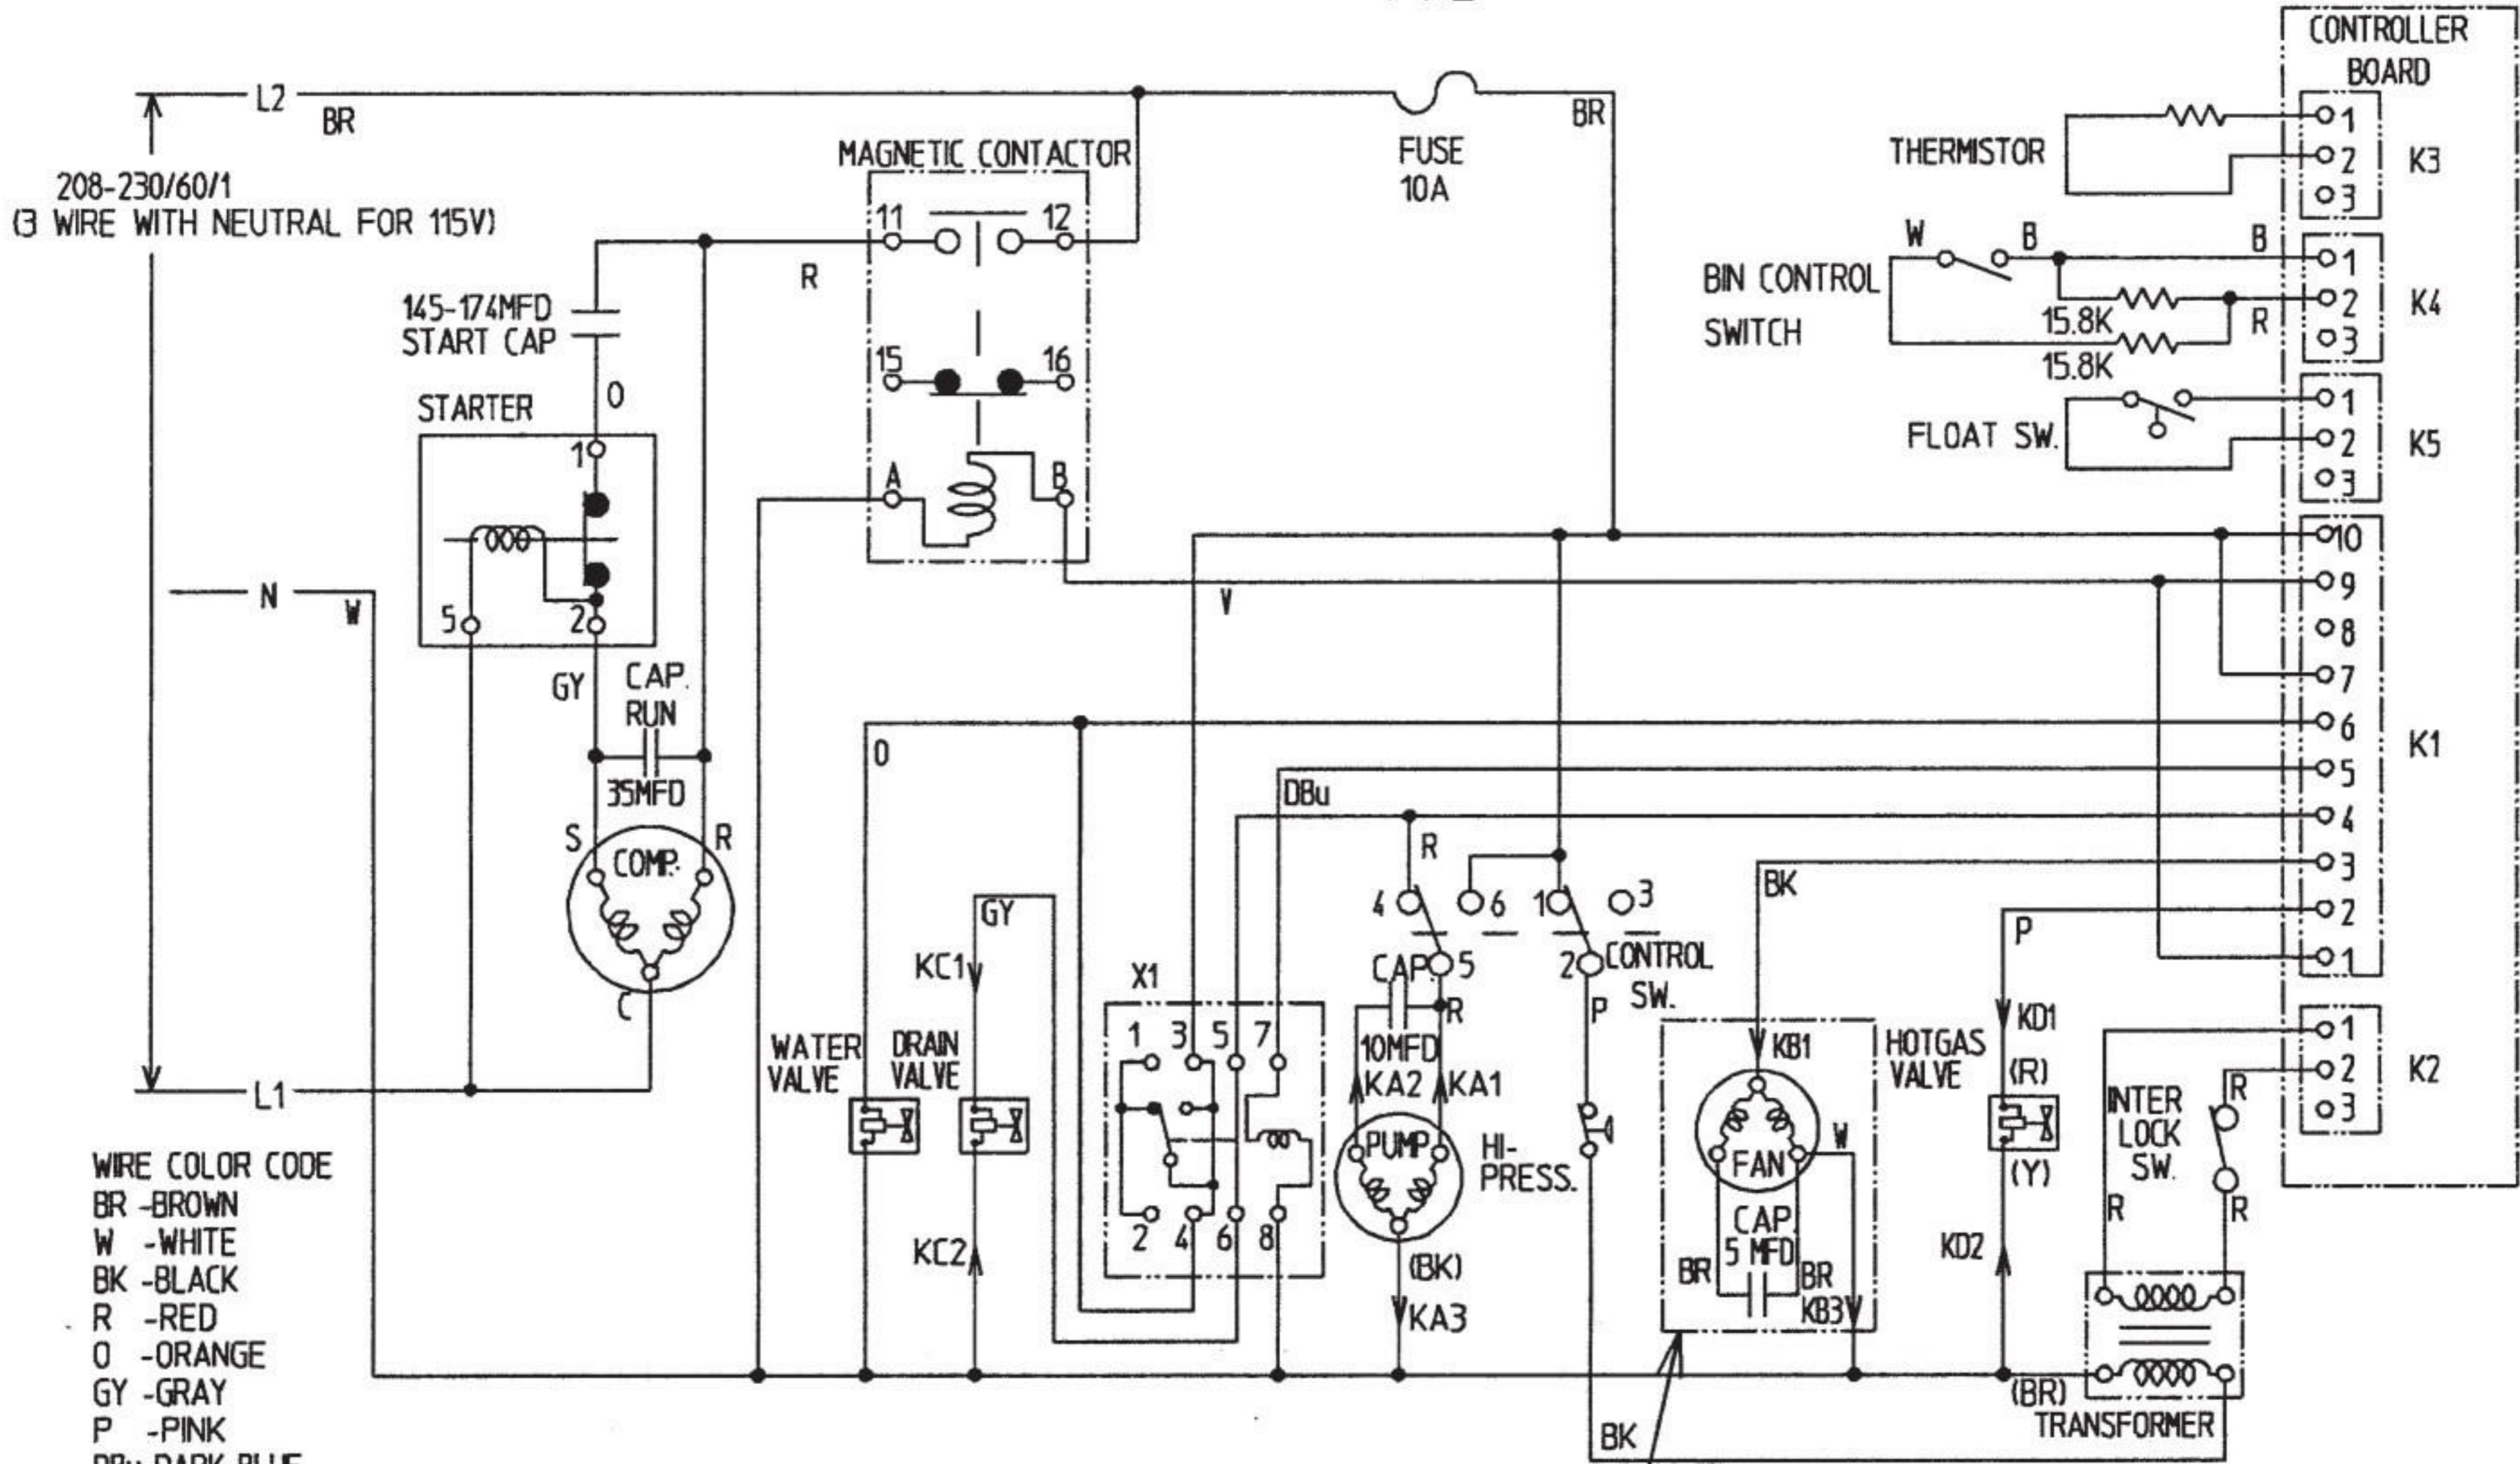 CONTROLLER
BOARD
L2
BR
BR
208-230/60/1
(3 WIRE WITH NEUTRAL FOR 115V)
MAGNETIC CONTACTOR
11
12
R
15
16
A
B
FUSE
10A
THERMISTOR
1
2
3
K3
BIN CONTROL
SWITCH
W
B
B
15.8K
R
15.8K
1
2
3
K4
FLOAT SW.
1
2
3
K5
145-174MFD
START CAP
O
STARTER
1
5
2
N
W
V
10
9
8
7
6
5
4
3
2
1
K1
GY
CAP.
RUN
35MFD
S
R
COMP.
C
L1
O
DBu
R
GY
KC1
KC2
4
6
1
3
5
2
CONTROL
SW.
CAP.
R
P
10MFD
KA2
KA1
X1
1
3
5
7
2
4
6
8
WATER
VALVE
DRAIN
VALVE
PUMP
HI-
PRESS.
(BK)
KA3
BK
KB1
FAN
W
CAP.
5 MFD
BR
BR
KB3
HOTGAS
VALVE
P
KD1
(R)
(Y)
KD2
INTER
LOCK
SW.
R
R
R
1
2
3
K2
(BR)
TRANSFORMER
BK
WIRE COLOR CODE
BR -BROWN
W -WHITE
BK -BLACK
R -RED
O -ORANGE
GY -GRAY
P -PINK
DBu-DARK BLUE